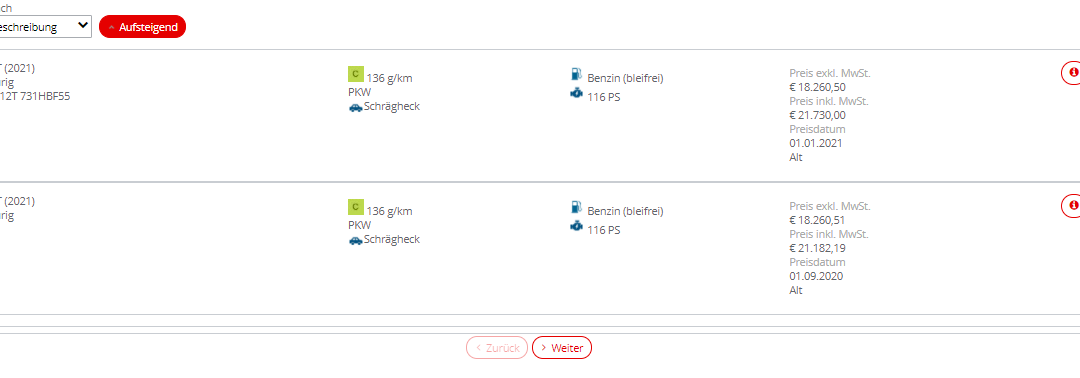 ch
eschreibung Aufsteigend
T (2021)
irig
12T 731HBF55
C 136 g/km
PKW
Schrägheck
Benzin (bleifrei)
116 PS
Preis exkl. MwSt.
€ 18.260,50
Preis inkl. MwSt.
€ 21.730,00
Preisdatum
01.01.2021
Alt
T (2021)
irig
C 136 g/km
PKW
Schrägheck
Benzin (bleifrei)
116 PS
Preis exkl. MwSt.
€ 18.260,51
Preis inkl. MwSt.
€ 21.182,19
Preisdatum
01.09.2020
Alt
Zurück Weiter